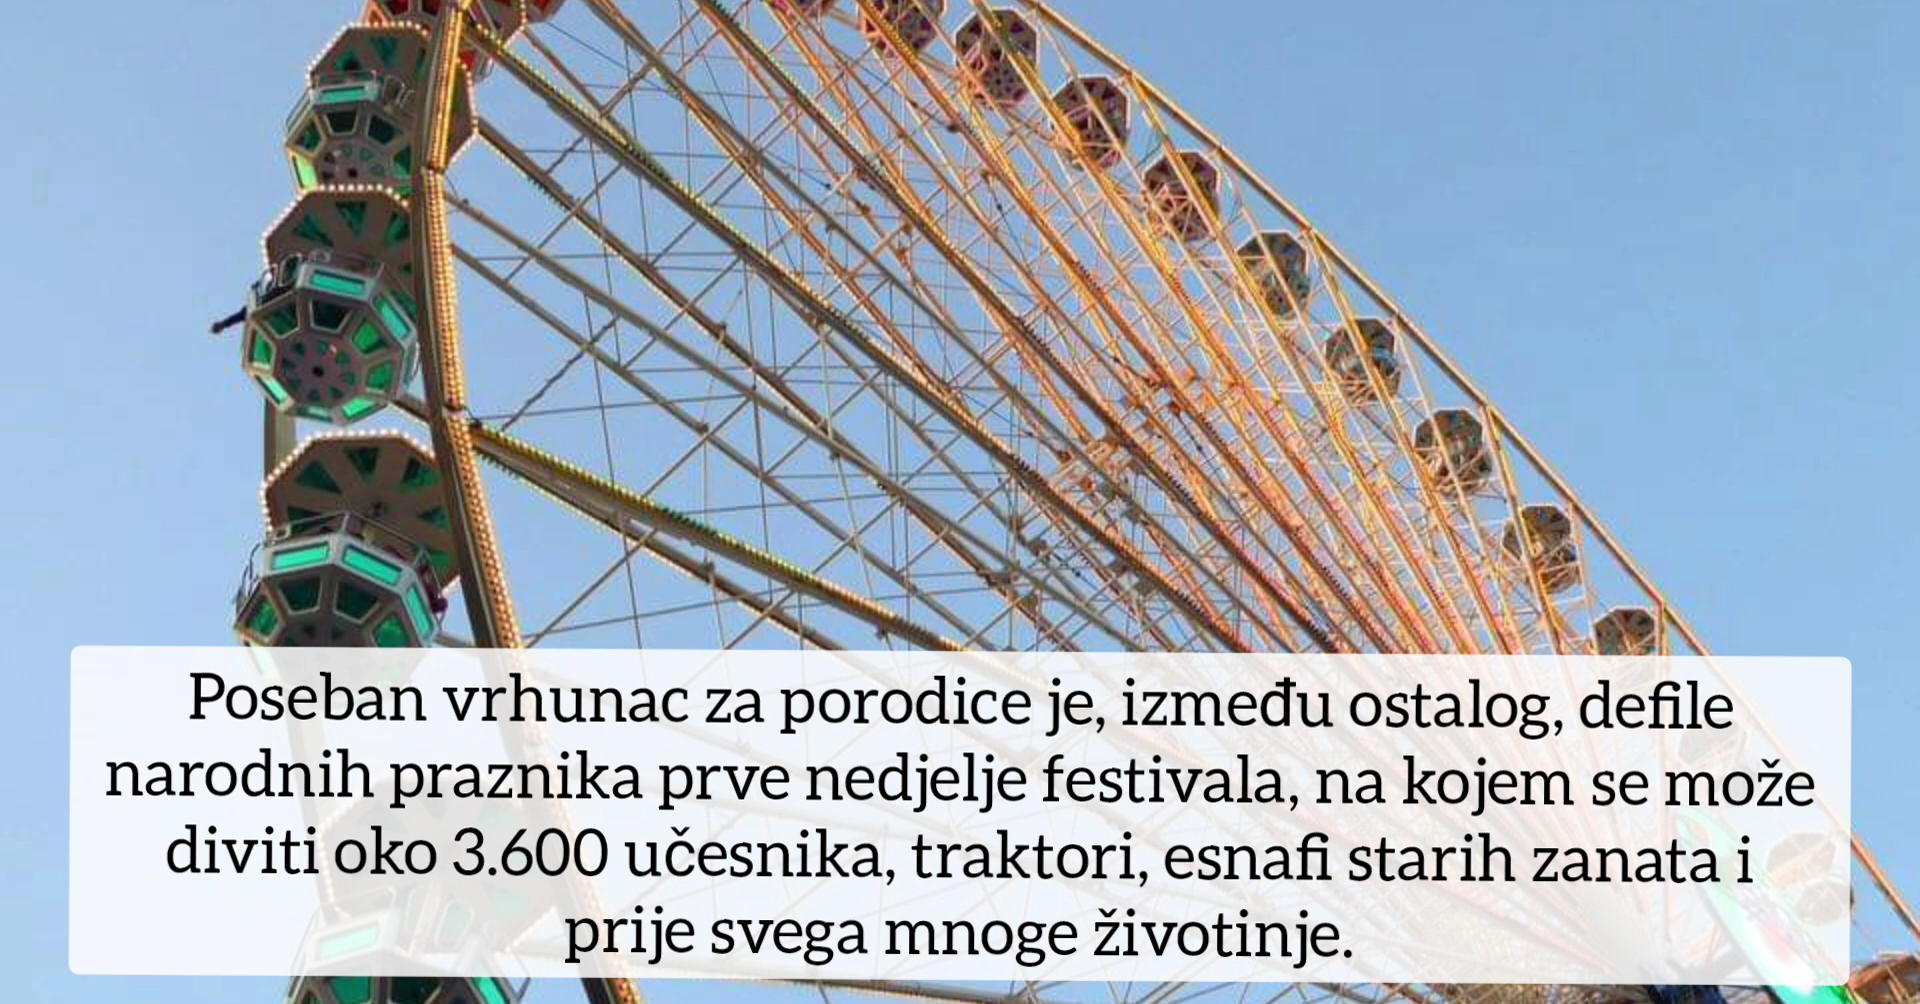 Poseban vrhunac za porodice je, između ostalog, defile
narodnih praznika prve nedjelje festivala, na kojem se može
diviti oko 3.600 učesnika, traktori, esnafi starih zanata i
prije svega mnoge životinje.